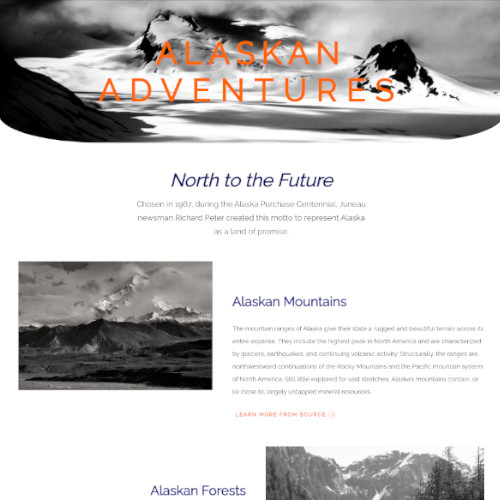 ALASKAN
ADVENTURES
North to the Future
Chosen in 1967, during the Alaska Purchase Centennial, Juneau
newsman Richard Peter created this motto to represent Alaska
as a land of promise.
Alaskan Mountains
The mountain ranges of Alaska give their state a rugged and beautiful terrain across its
entire expanse. They include the highest peak in North America and are characterized
by glaciers, earthquakes, and continuing volcanic activity. Structurally, the ranges are
northwestward continuations of the Rocky Mountains and the Pacific mountain system
of North America. Still little explored for vast stretches, Alaska's mountains contain, or
lie close to, largely untapped mineral resources.
LEARN MORE FROM SOURCE
Alaskan Forests